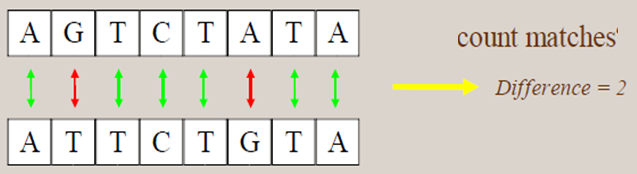 A G T C T A T A
count matches'
Difference = 2
A T T C T G T A